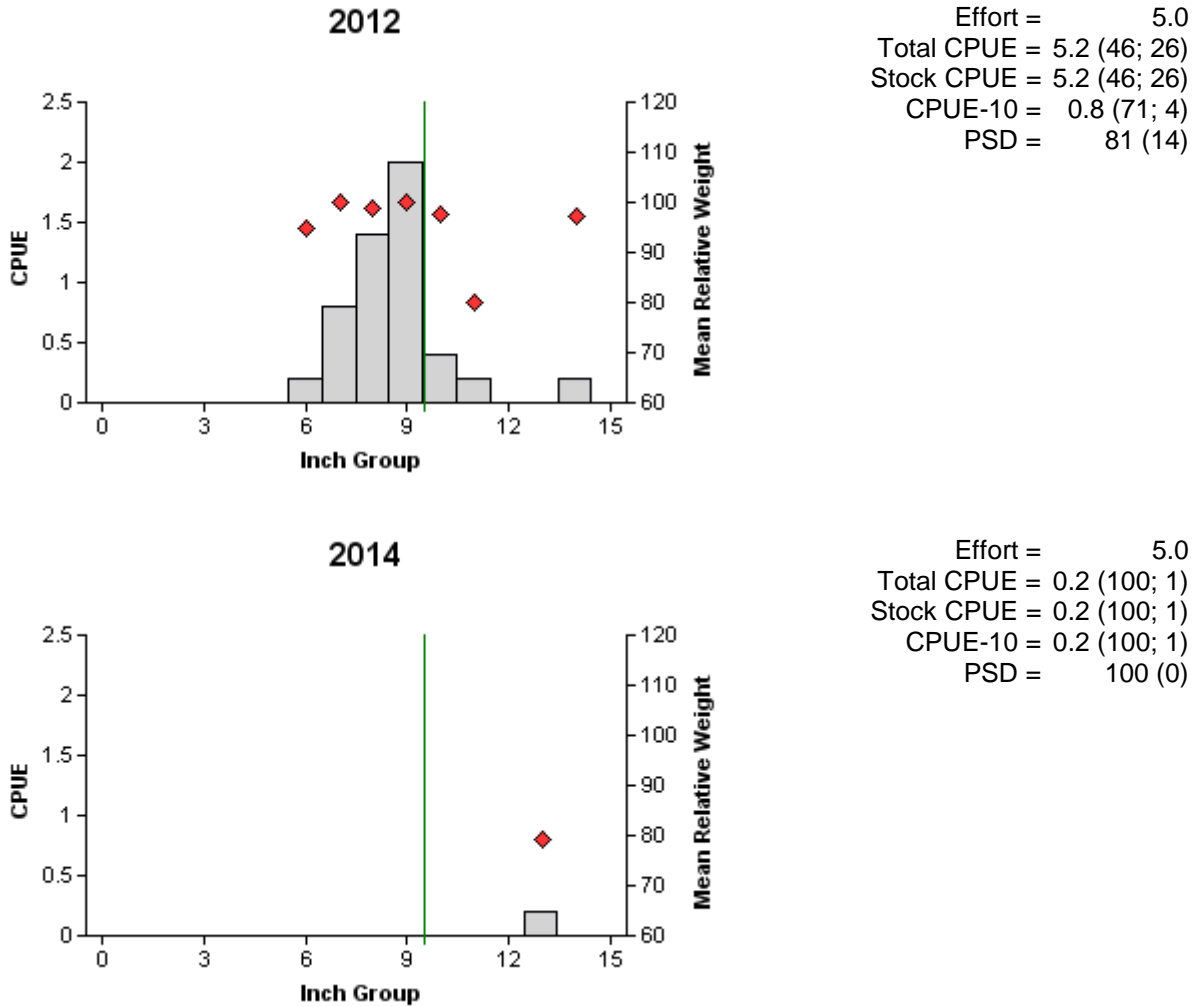 2012
Effort = 5.0
Total CPUE = 5.2 (46; 26)
Stock CPUE = 5.2 (46; 26)
CPUE-10 = 0.8 (71; 4)
PSD = 81 (14)
2.5
2
1.5
1
0.5
0
CPUE
120
110
100
90
80
70
60
Mean Relative Weight
0 3 6 9 12 15
Inch Group
2014
Effort = 5.0
Total CPUE = 0.2 (100; 1)
Stock CPUE = 0.2 (100; 1)
CPUE-10 = 0.2 (100; 1)
PSD = 100 (0)
2.5
2
1.5
1
0.5
0
CPUE
120
110
100
90
80
70
60
Mean Relative Weight
0 3 6 9 12 15
Inch Group